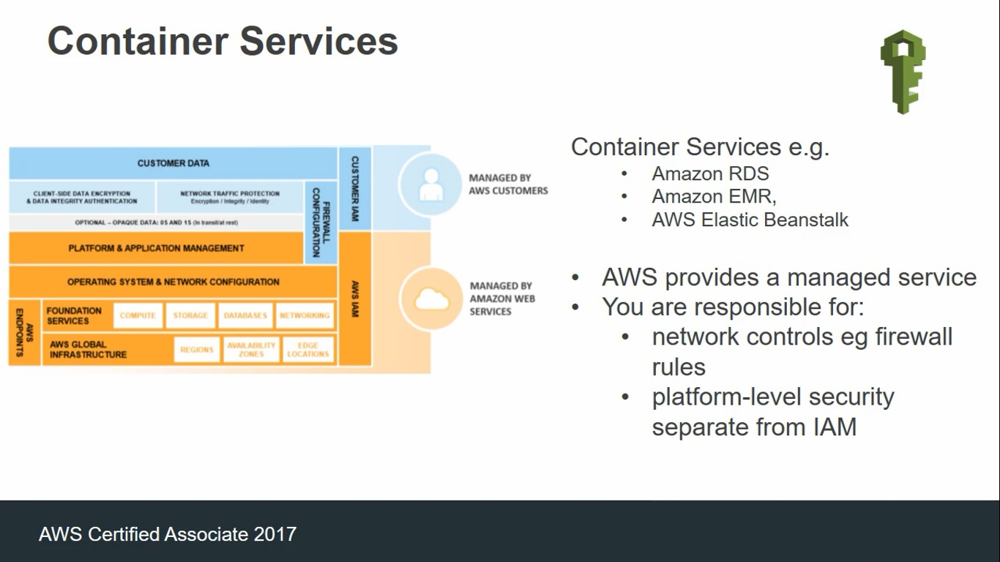 Container Services
CUSTOMER DATA
CLIENT-SIDE DATA ENCRYPTION
& DATA INTEGRITY AUTHENTICATION
NETWORK TRAFFIC PROTECTION
Encryption / Integrity / Identity
OPTIONAL – OPAQUE DATA: 0S AND 1S (in transit/at rest)
FIREWALL
CONFIGURATION
CUSTOMER IAM
PLATFORM & APPLICATION MANAGEMENT
OPERATING SYSTEM & NETWORK CONFIGURATION
AWS
ENDPOINTS
FOUNDATION
SERVICES
COMPUTE
STORAGE
DATABASES
NETWORKING
AWS GLOBAL
INFRASTRUCTURE
REGIONS
AVAILABILITY
ZONES
EDGE
LOCATIONS
AWS IAM
MANAGED BY
AWS CUSTOMERS
MANAGED BY
AMAZON WEB
SERVICES
Container Services e.g.
• Amazon RDS
• Amazon EMR,
• AWS Elastic Beanstalk
• AWS provides a managed service
• You are responsible for:
• network controls eg firewall
rules
• platform-level security
separate from IAM
AWS Certified Associate 2017